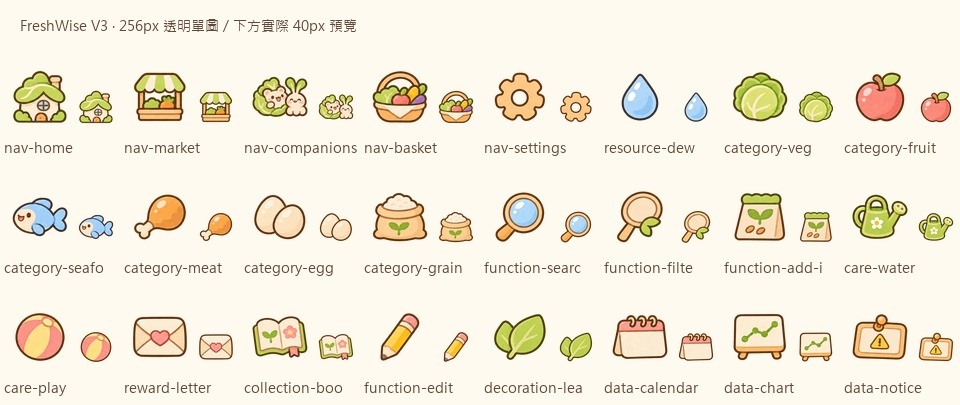 FreshWise V3 · 256px 透明單圖 / 下方實際 40px 預覽
nav-home nav-market nav-companions nav-basket nav-settings resource-dew category-veg category-fruit
category-seafo category-meat category-egg category-grain function-searc function-filte function-add-i care-water
care-play reward-letter collection-boo function-edit decoration-lea data-calendar data-chart data-notice